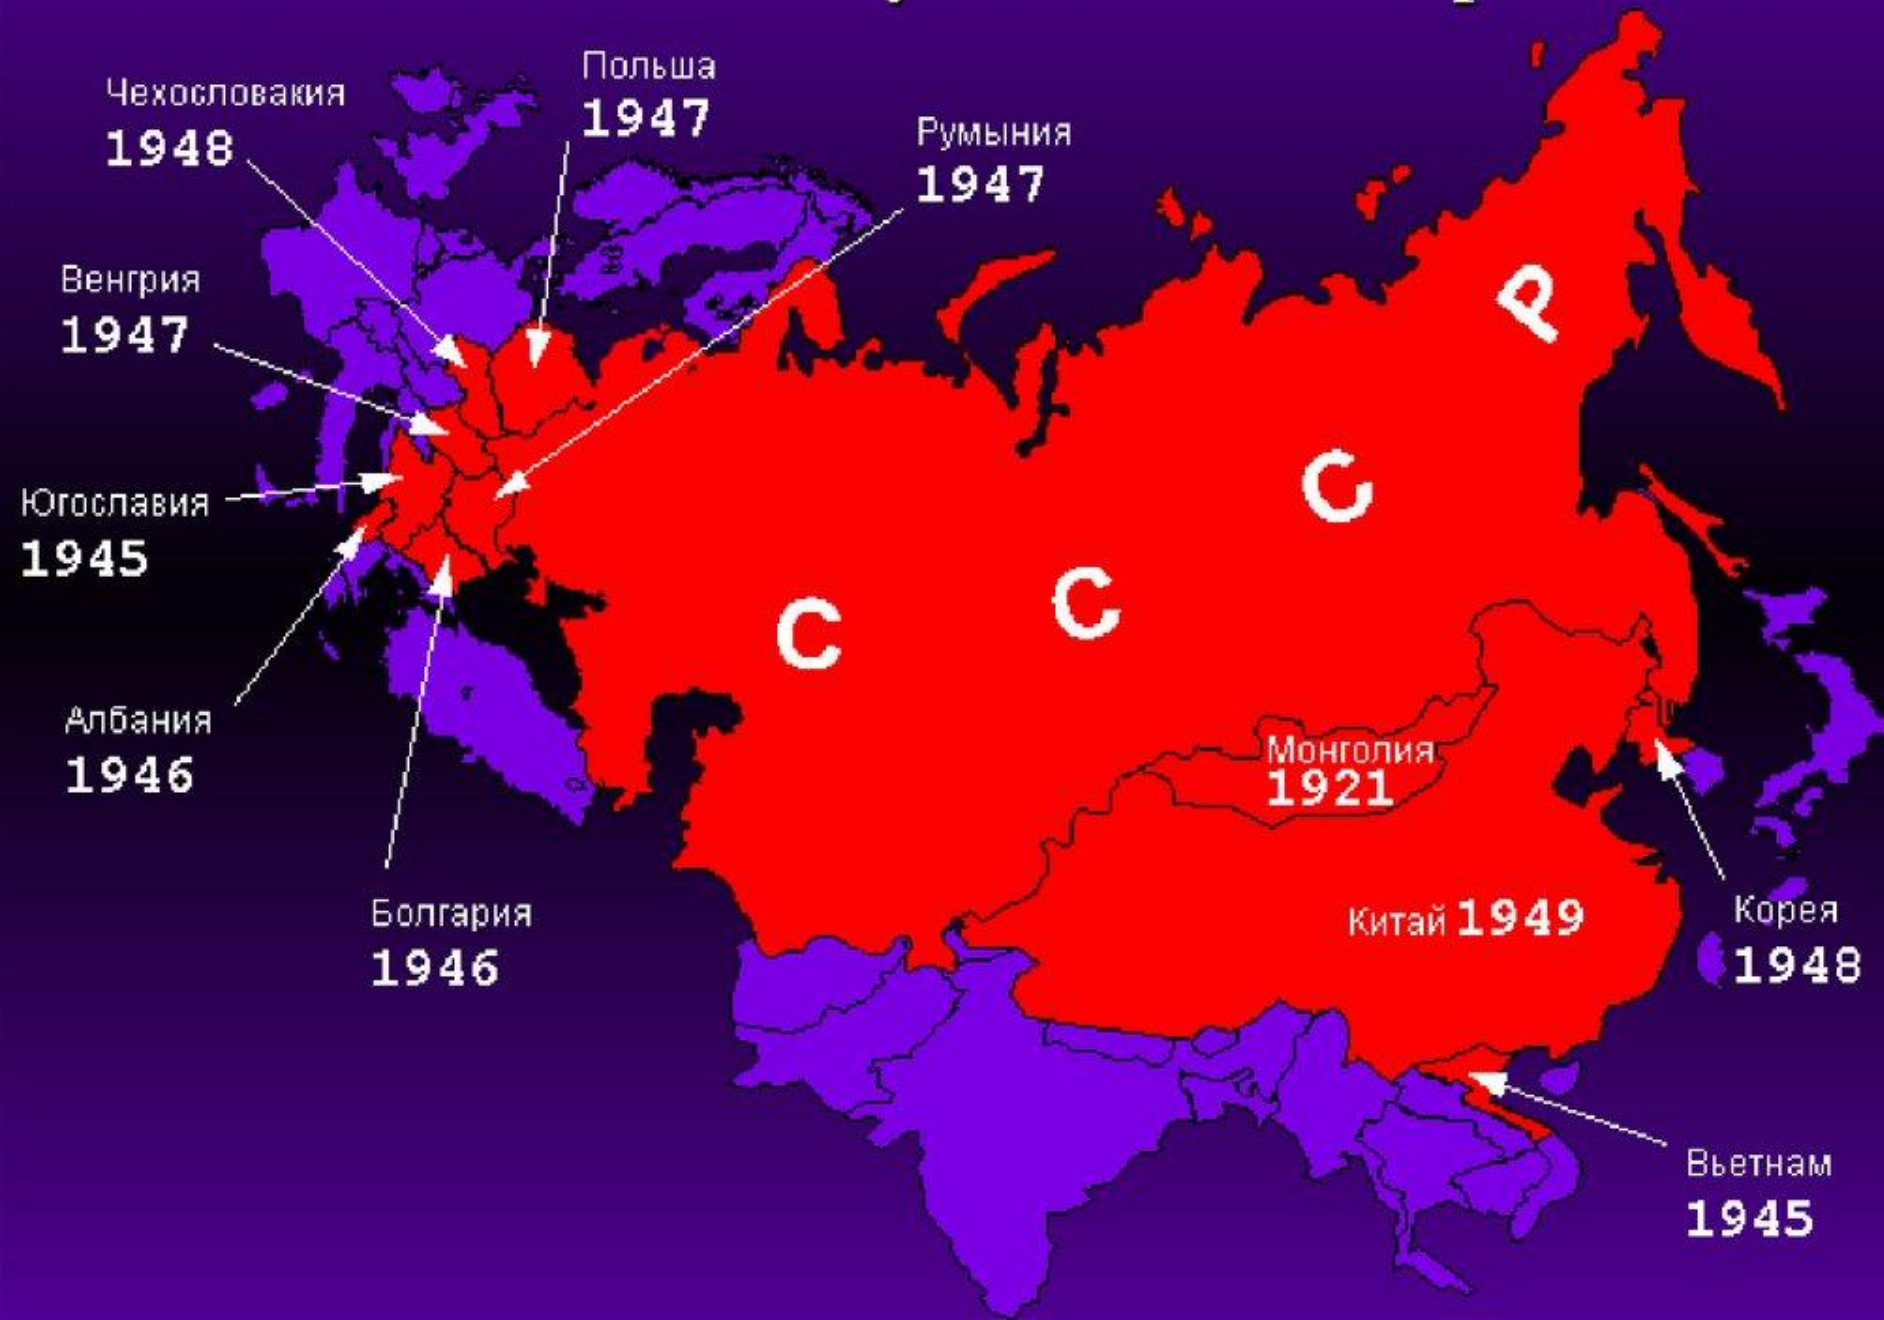 Чехословакия
1948
Польша
1947
Румыния
1947
Венгрия
1947
Югославия
1945
Албания
1946
Болгария
1946
С С С Р
Монголия
1921
Китай 1949
Корея
1948
Вьетнам
1945